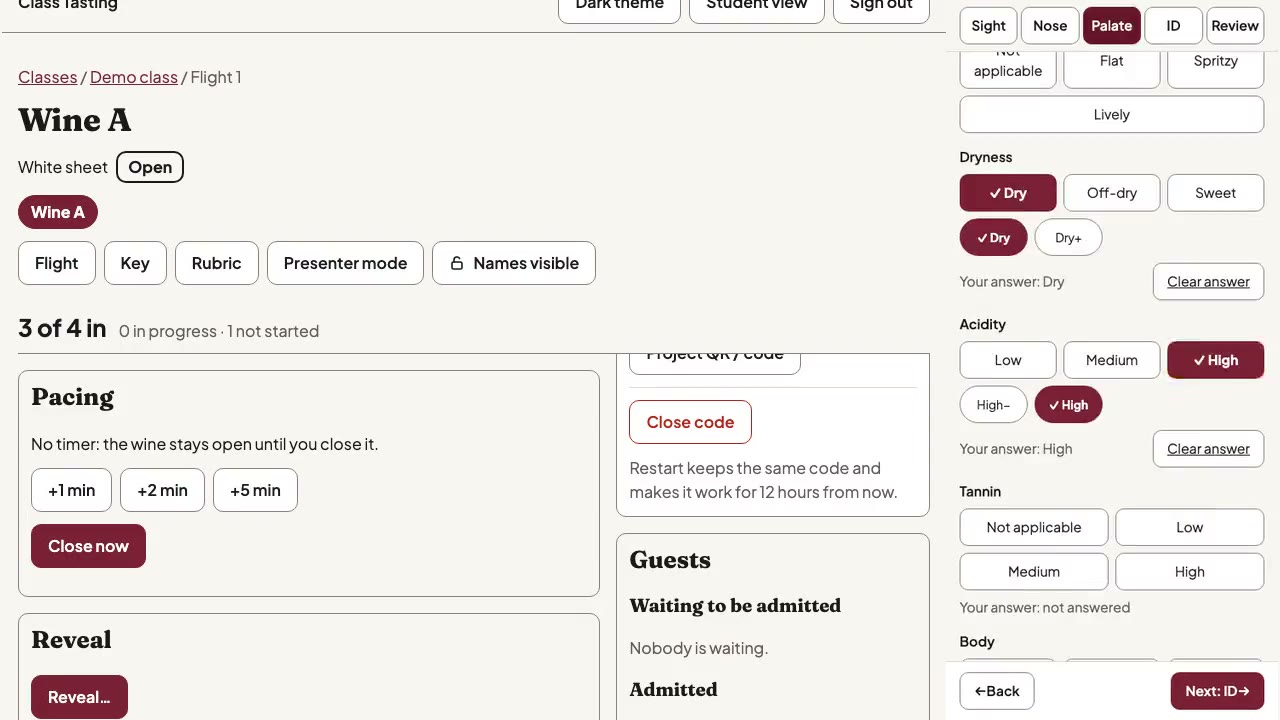 Class Tasting
Dark theme
Student view
Sign out
Classes / Demo class / Flight 1
Wine A
White sheet Open
Wine A
Flight
Key
Rubric
Presenter mode
Names visible
3 of 4 in 0 in progress · 1 not started
Pacing
No timer: the wine stays open until you close it.
+1 min
+2 min
+5 min
Close now
Reveal
Reveal...
Project QR / code
Close code
Restart keeps the same code and
makes it work for 12 hours from now.
Guests
Waiting to be admitted
Nobody is waiting.
Admitted
Sight
Nose
Palate
ID
Review
Not
applicable
Flat
Spritzy
Lively
Dryness
✓ Dry
Off-dry
Sweet
✓ Dry
Dry+
Your answer: Dry
Clear answer
Acidity
Low
Medium
✓ High
High−
✓ High
Your answer: High
Clear answer
Tannin
Not applicable
Low
Medium
High
Your answer: not answered
Body
←Back
Next: ID→